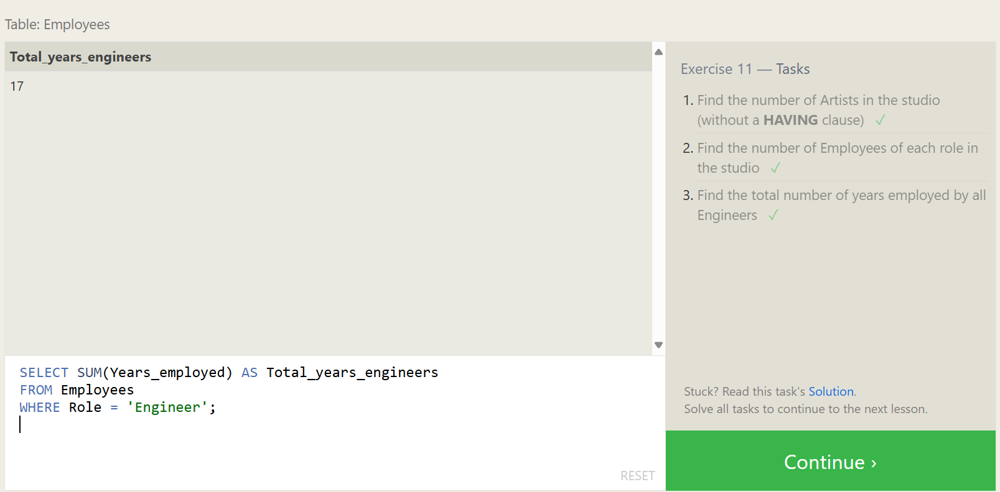 Table: Employees
Total_years_engineers
17
SELECT SUM(Years_employed) AS Total_years_engineers
FROM Employees
WHERE Role = 'Engineer';
RESET
Exercise 11 — Tasks
1. Find the number of Artists in the studio
(without a HAVING clause) ✓
2. Find the number of Employees of each role in
the studio ✓
3. Find the total number of years employed by all
Engineers ✓
Stuck? Read this task's Solution.
Solve all tasks to continue to the next lesson.
Continue ›